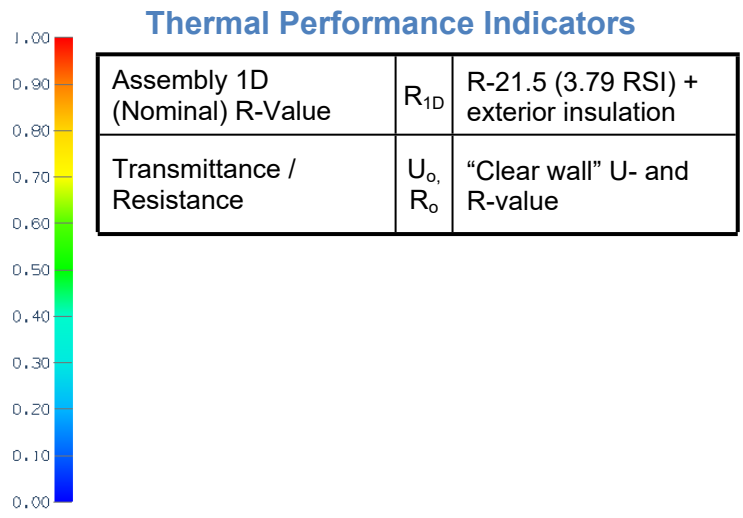 Thermal Performance Indicators
1.00
0.90
0.80
0.70
0.60
0.50
0.40
0.30
0.20
0.10
0.00
Assembly 1D
(Nominal) R-Value
R1D
R-21.5 (3.79 RSI) +
exterior insulation
Transmittance /
Resistance
Uo,
Ro
“Clear wall” U- and
R-value